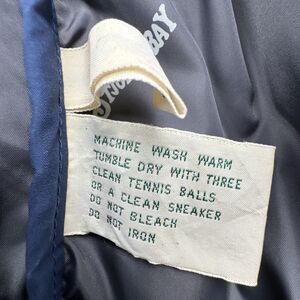 BAY
MACHINE WASH WARM
TUMBLE DRY WITH THREE
CLEAN TENNIS BALLS
OR A CLEAN SNEAKER
DO NOT BLEACH
DO NOT IRON